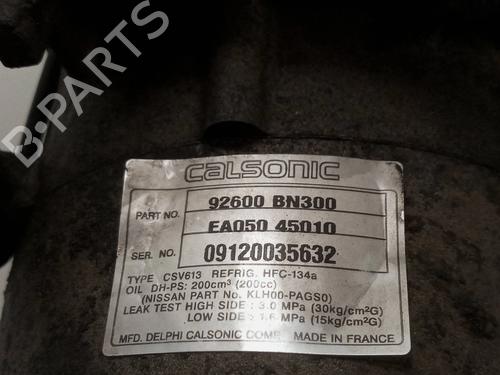 B-PARTS
CALSONIC
PART NO. 92600 BN300
EA050 45010
SERIAL NO. 09120035632
TYPE CSV613 REFRIG. HFC-134a
OIL DH-PS: 200cm³ (200cc)
(NISSAN PART No. KLH00-PAGS0)
LEAK TEST HIGH SIDE : 3.0 MPa (30kg/cm²G)
LOW SIDE : 1.6 MPa (15kg/cm²G)
MFD. DELPHI CALSONIC COMP. MADE IN FRANCE